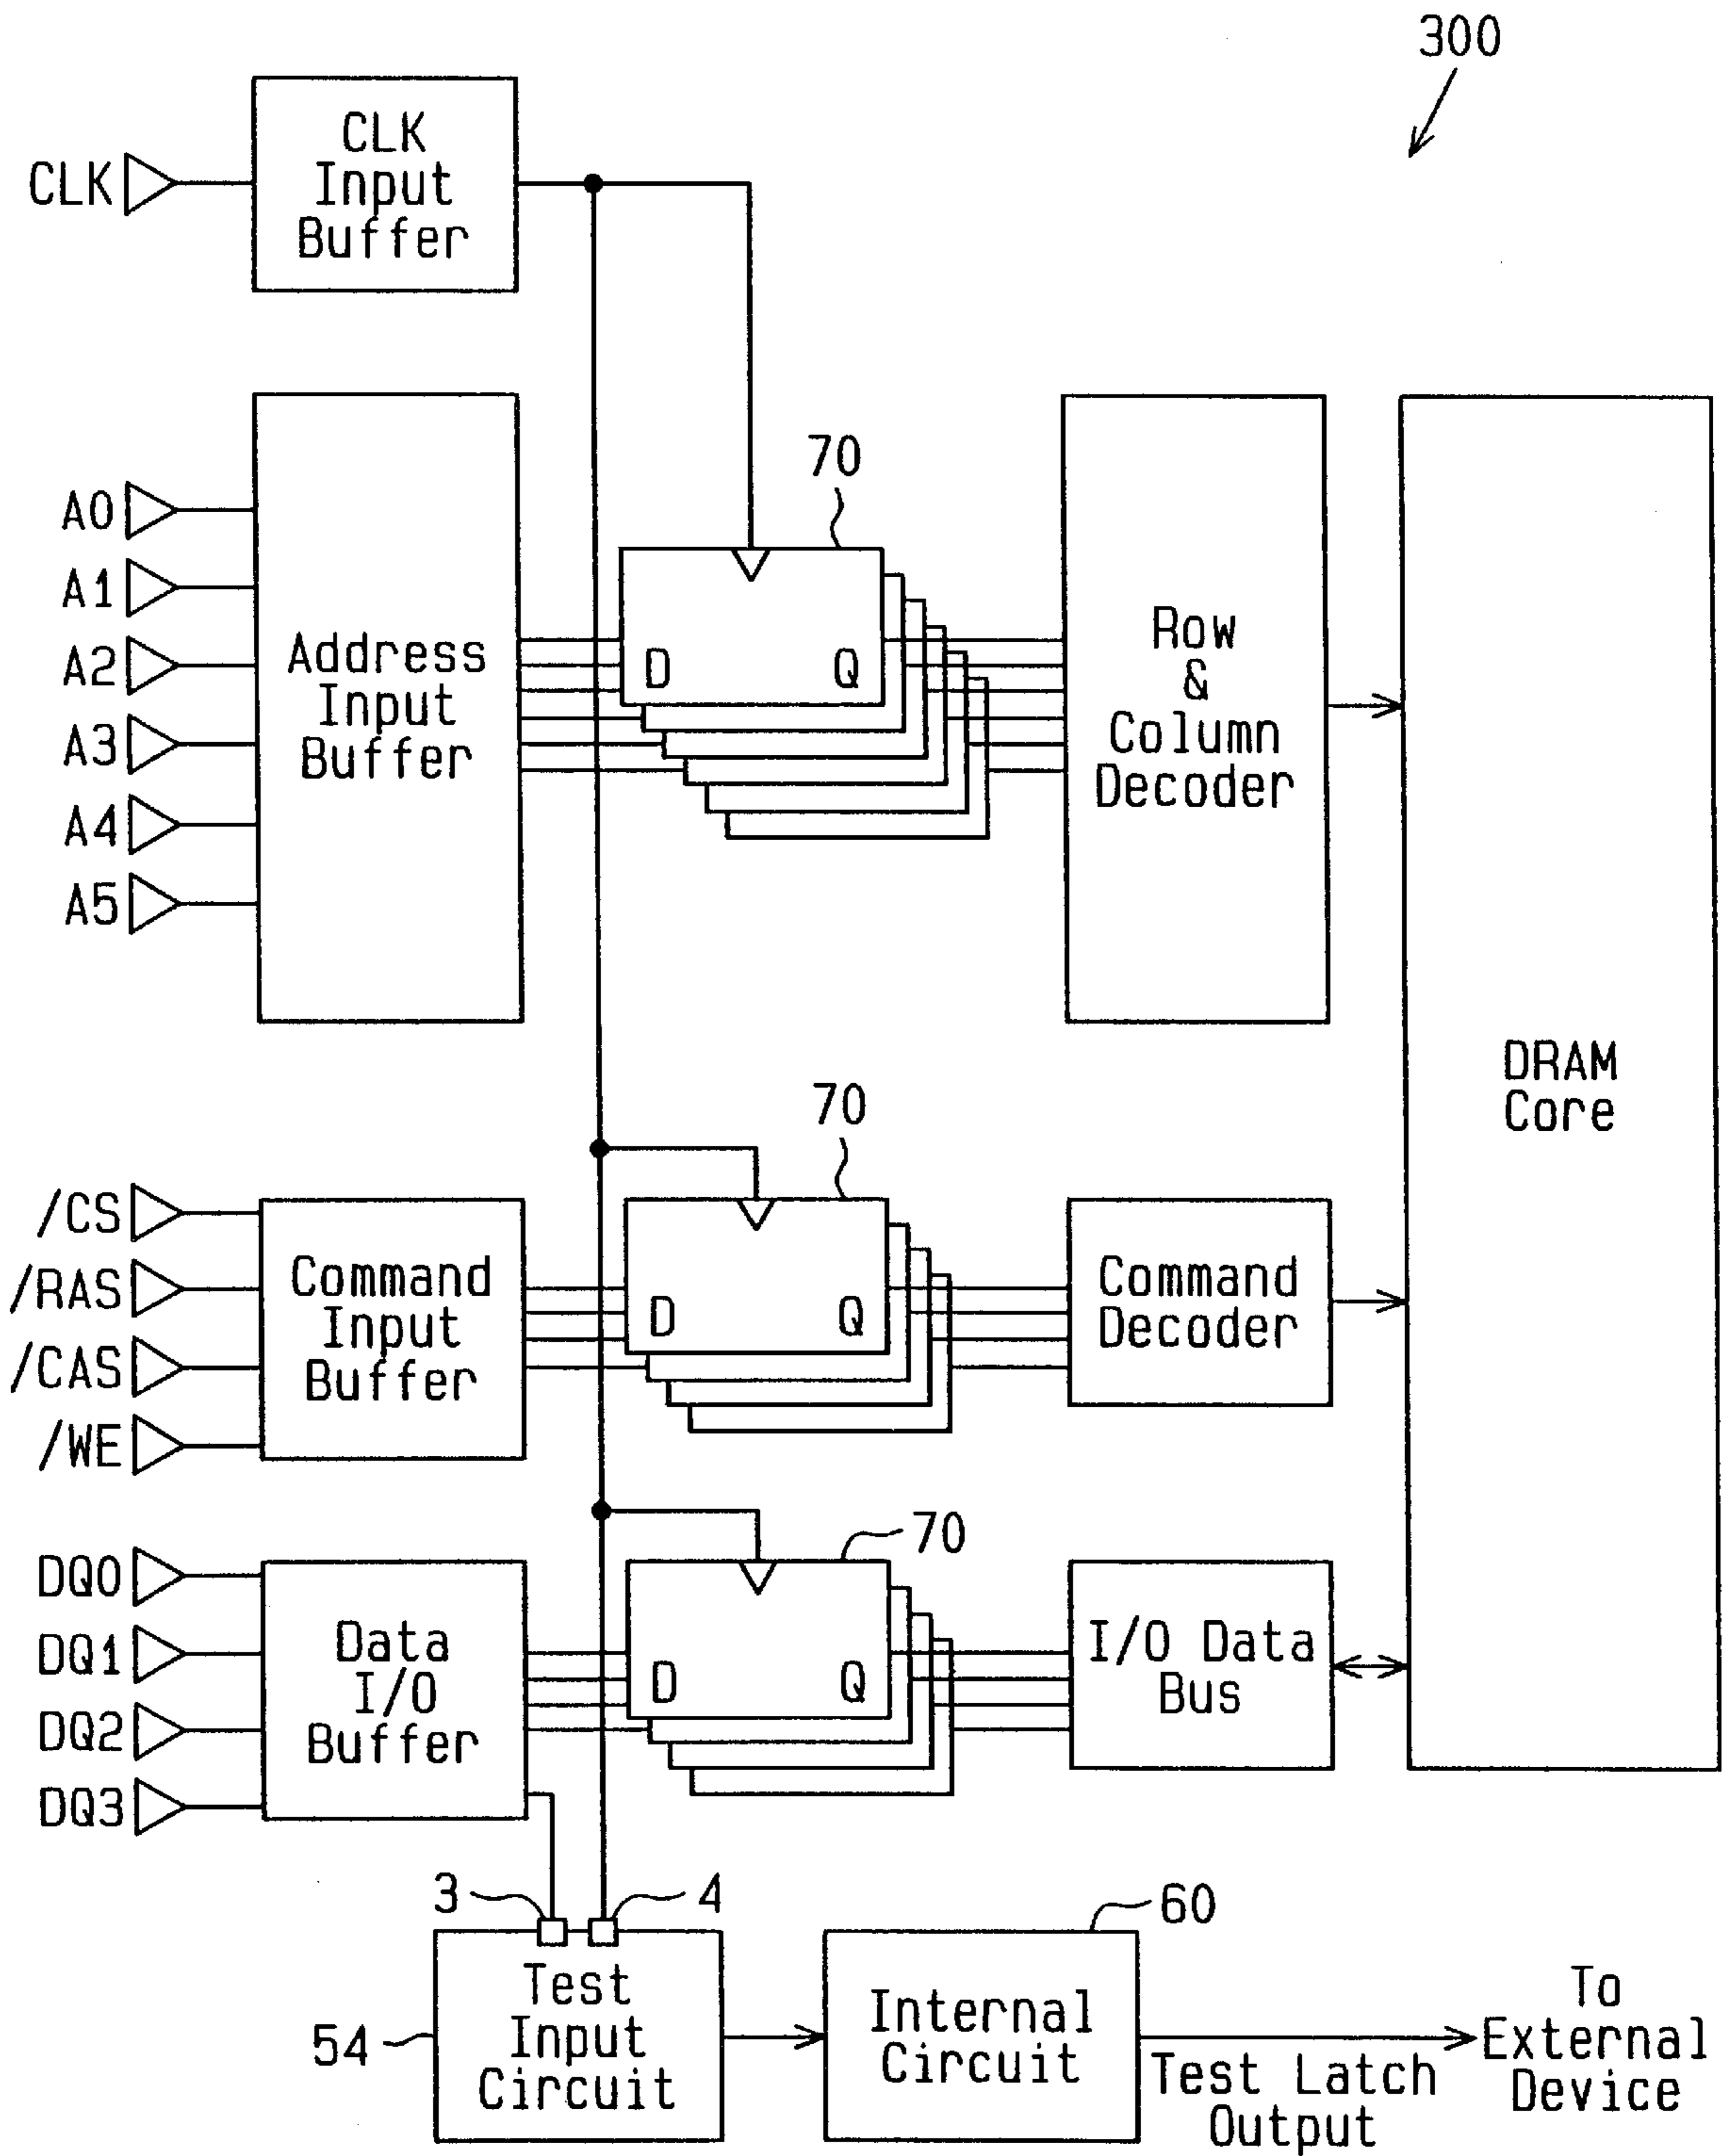 300
CLK
CLK
Input
Buffer
70
A0
A1
A2
A3
A4
A5
Address
Input
Buffer
D
Q
Row
&
Column
Decoder
DRAM
Core
70
/CS
/RAS
/CAS
/WE
Command
Input
Buffer
D
Q
Command
Decoder
70
DQ0
DQ1
DQ2
DQ3
Data
I/O
Buffer
D
Q
I/O Data
Bus
3
4
60
54
Test
Input
Circuit
Internal
Circuit
Test Latch
Output
To
External
Device